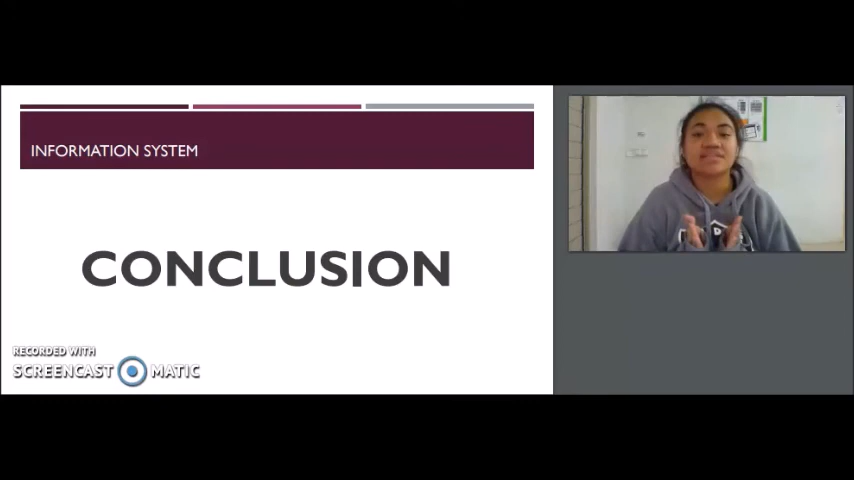 INFORMATION SYSTEM
CONCLUSION
RECORDED WITH
SCREENCAST MATIC